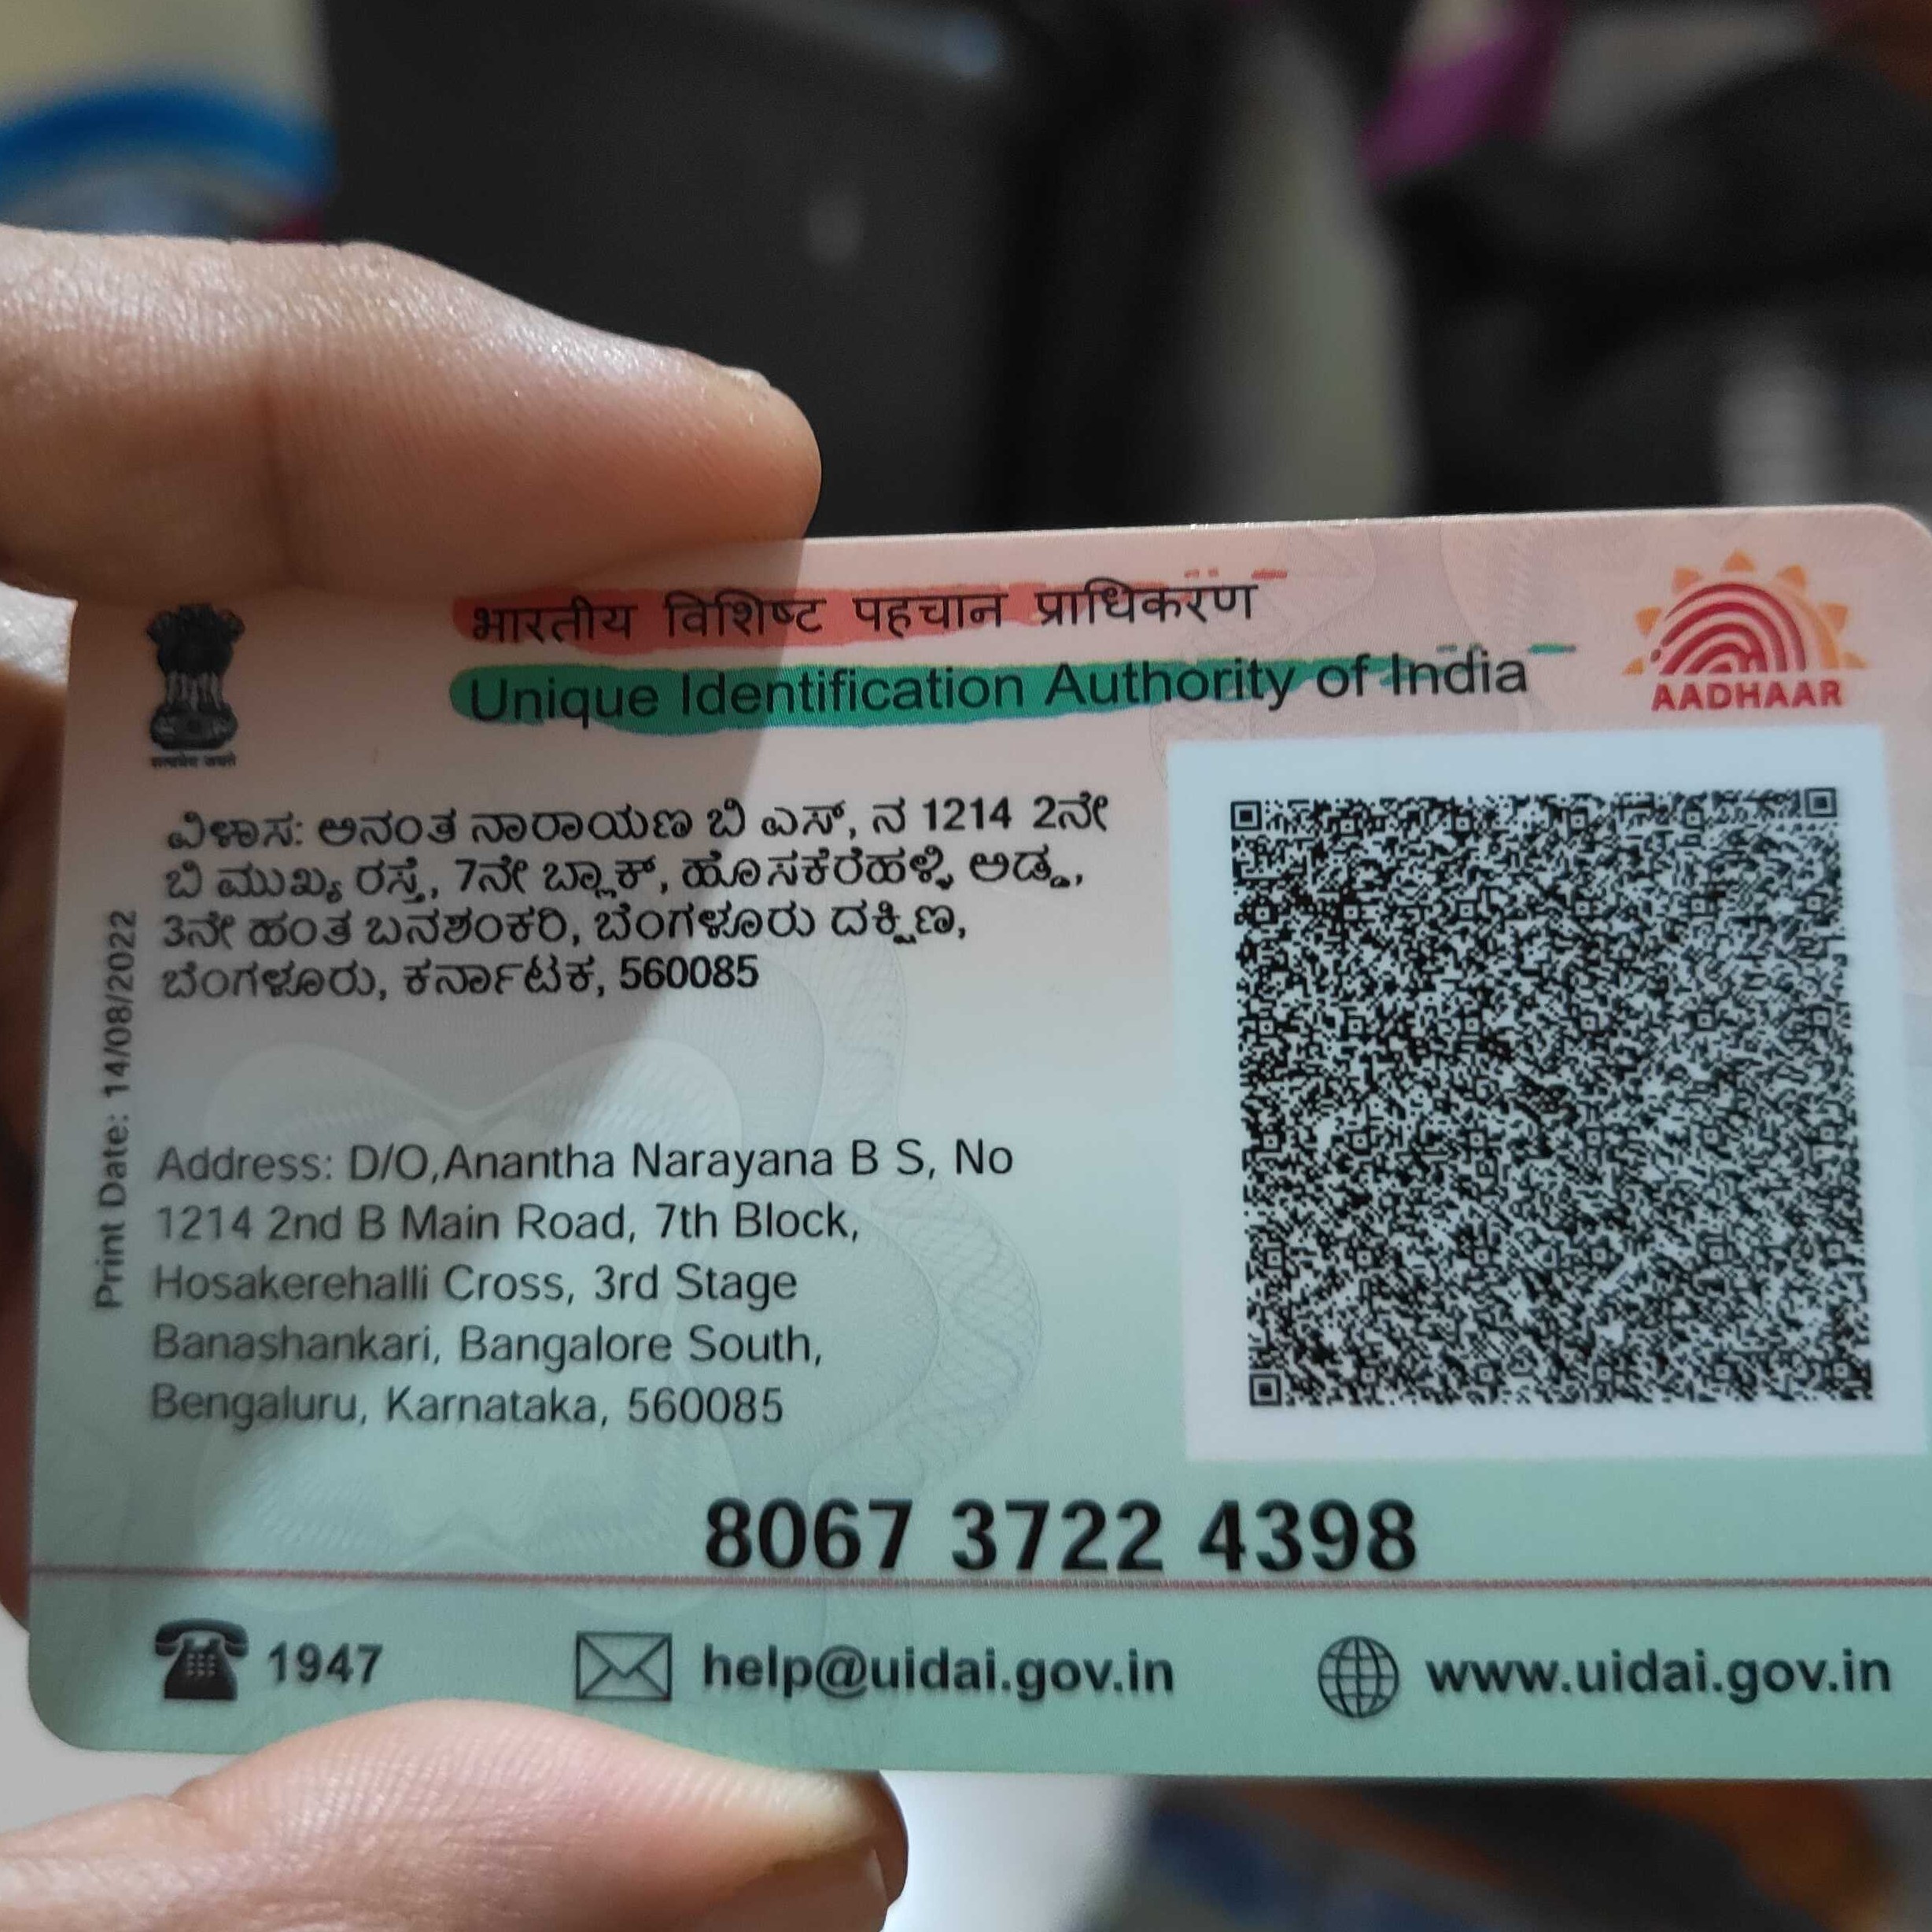 भारतीय विशिष्ट पहचान प्राधिकरण
Unique Identification Authority of India
AADHAAR
सत्यमेव जयते
ವಿಳಾಸ: ಅನಂತ ನಾರಾಯಣ ಬಿ ಎಸ್, ನ 1214 2ನೇ
ಬಿ ಮುಖ್ಯ ರಸ್ತೆ, 7ನೇ ಬ್ಲಾಕ್, ಹೊಸಕೆರೆಹಳ್ಳಿ ಅಡ್ಡ,
3ನೇ ಹಂತ ಬನಶಂಕರಿ, ಬೆಂಗಳೂರು ದಕ್ಷಿಣ,
ಬೆಂಗಳೂರು, ಕರ್ನಾಟಕ, 560085
Print Date: 14/08/2022
Address: D/O,Anantha Narayana B S, No
1214 2nd B Main Road, 7th Block,
Hosakerehalli Cross, 3rd Stage
Banashankari, Bangalore South,
Bengaluru, Karnataka, 560085
8067 3722 4398
1947
help@uidai.gov.in
www.uidai.gov.in